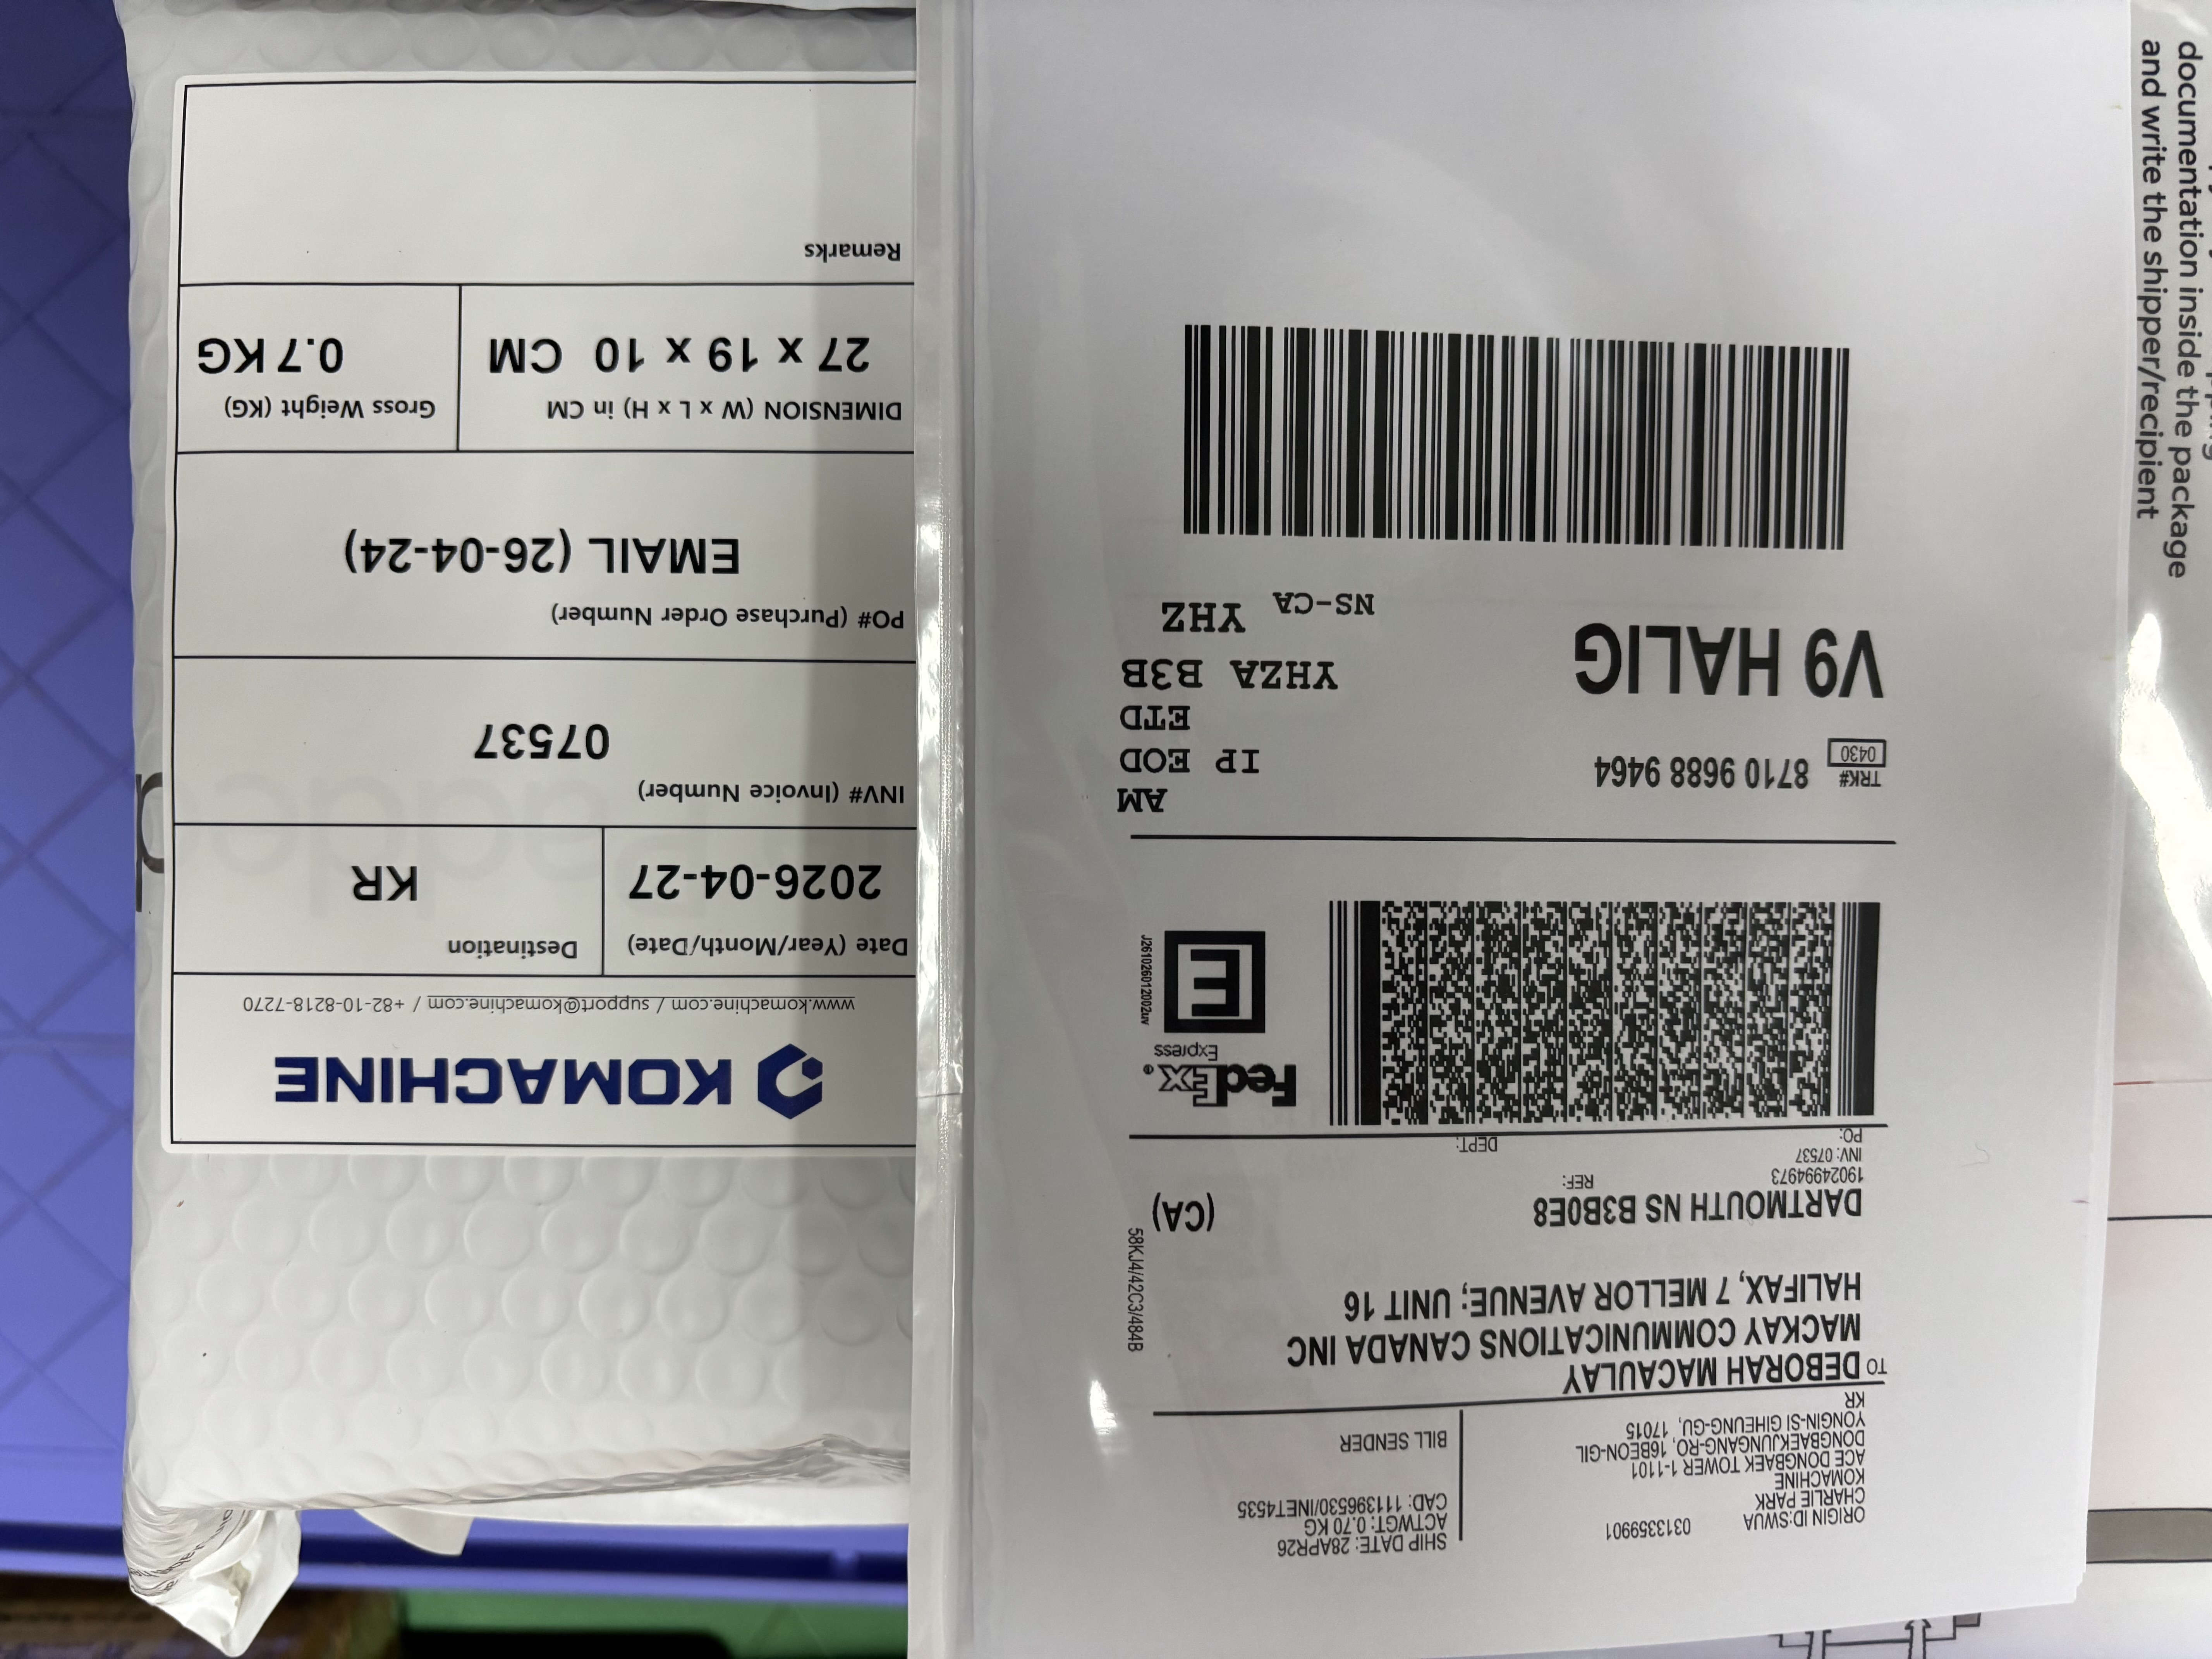 KOMACHINE
www.komachine.com / support@komachine.com / +82-10-8218-7270
Date (Year/Month/Date)
2026-04-27
Destination
KR
INV# (Invoice Number)
07537
PO# (Purchase Order Number)
EMAIL (26-04-24)
DIMENSION (W x L x H) in CM
27 x 19 x 10 CM
Gross Weight (KG)
0.7 KG
Remarks
ORIGIN ID:SWUA 0313359901
CHARLIE PARK
KOMACHINE
ACE DONGBAEK TOWER 1-1101
DONGBAEKJUNGANG-RO, 16BEON-GIL
YONGIN-SI GIHEUNG-GU, 17015
KR
SHIP DATE: 28APR26
ACTWGT: 0.70 KG
CAD: 111396530/INET4535
BILL SENDER
TO DEBORAH MACAULAY
MACKAY COMMUNICATIONS CANADA INC
HALIFAX, 7 MELLOR AVENUE; UNIT 16
DARTMOUTH NS B3B0E8
(CA)
19024994973 REF:
INV: 07537
PO: DEPT:
58KJ4/42C3/484B
FedEx®
Express
E
J261026012002uv
TRK# 8710 9688 9464
0430
AM
IP EOD
ETD
V9 HALIG
YHZA B3B
NS-CA YHZ
documentation inside the package
and write the shipper/recipient